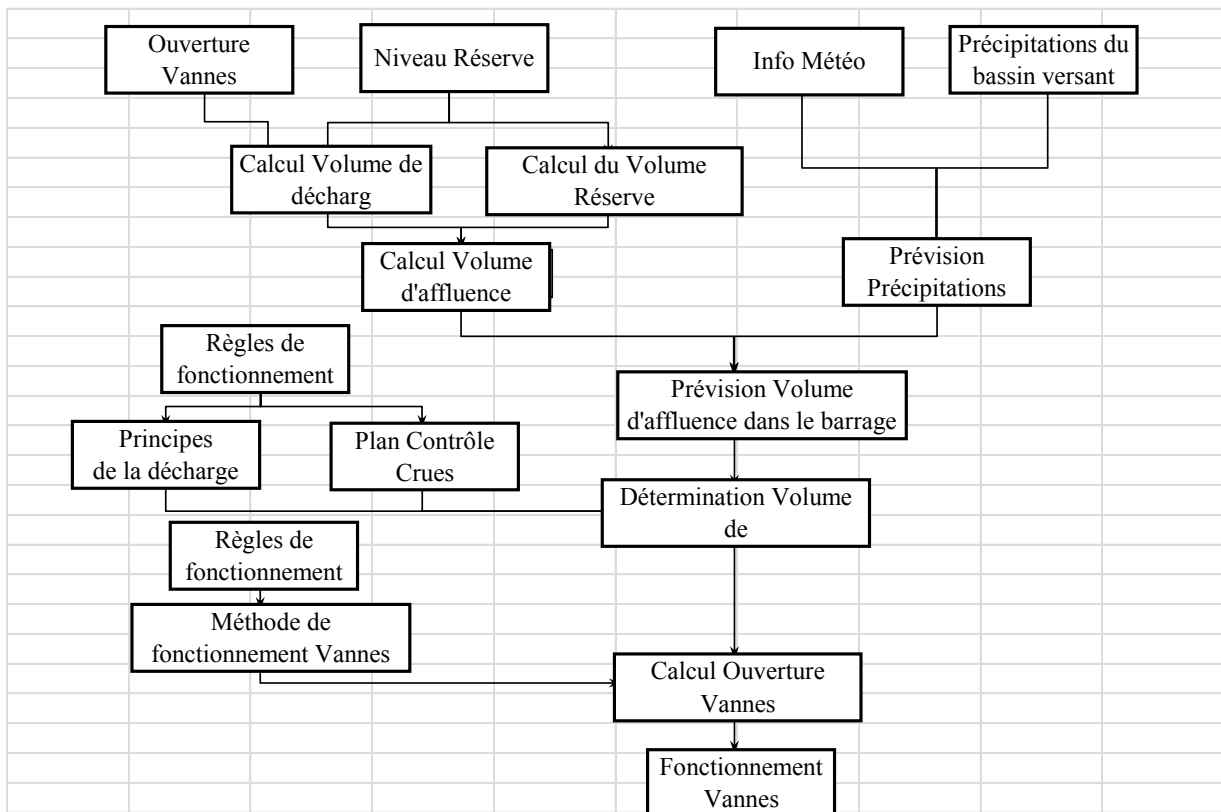 Ouverture
Vannes
Niveau Réserve
Info Météo
Précipitations du
bassin versant
Calcul Volume de
décharg
Calcul du Volume
Réserve
Calcul Volume
d'affluence
Prévision
Précipitations
Règles de
fonctionnement
Prévision Volume
d'affluence dans le barrage
Principes
de la décharge
Plan Contrôle
Crues
Détermination Volume
de
Règles de
fonctionnement
Méthode de
fonctionnement Vannes
Calcul Ouverture
Vannes
Fonctionnement
Vannes